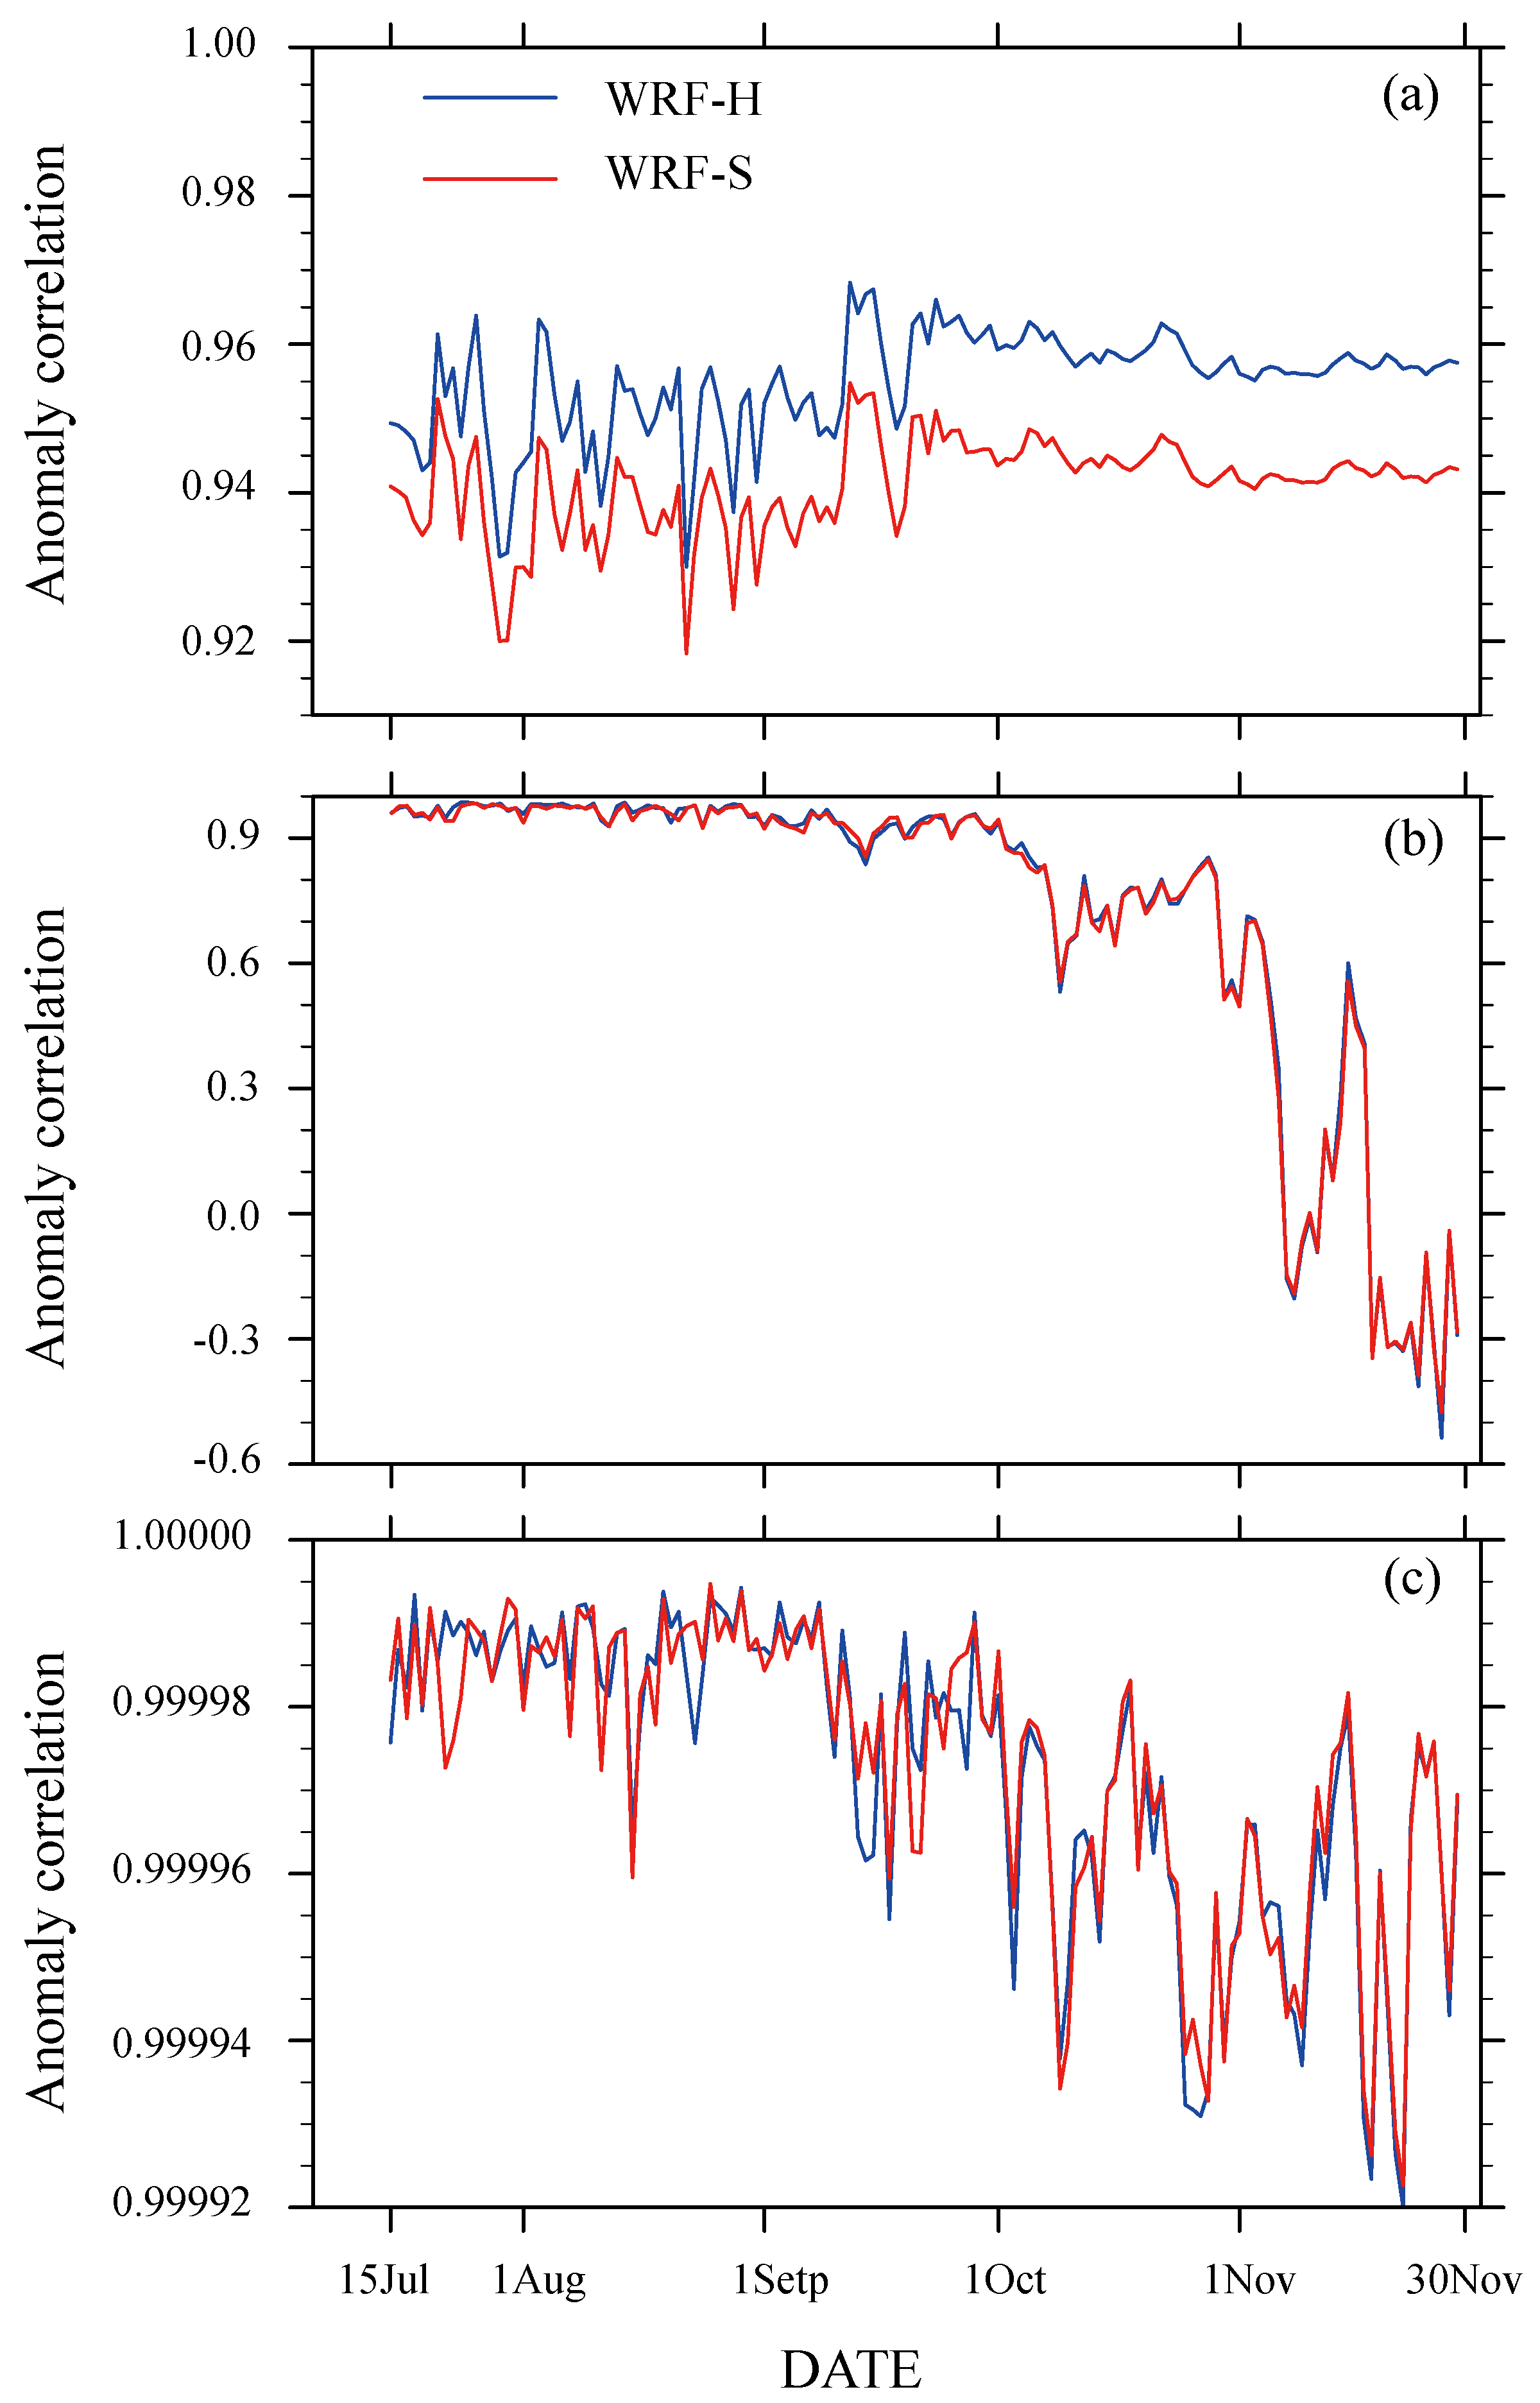 1.00
0.98
0.96
0.94
0.92
Anomaly correlation
WRF-H
WRF-S
(a)
0.9
0.6
0.3
0.0
-0.3
-0.6
Anomaly correlation
(b)
1.00000
0.99998
0.99996
0.99994
0.99992
Anomaly correlation
(c)
15Jul 1Aug 1Setp 1Oct 1Nov 30Nov
DATE